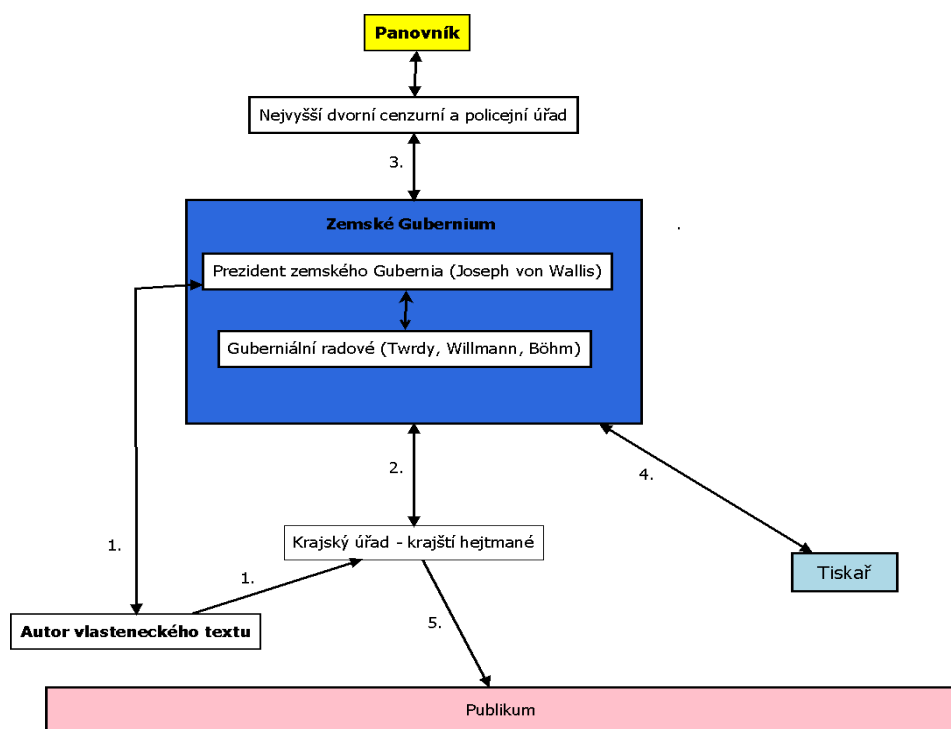 Panovník
Nejvyšší dvorní cenzurní a policejní úřad
3.
Zemské Gubernium
.
Prezident zemského Gubernia (Joseph von Wallis)
Guberniální radové (Twrdy, Willmann, Böhm)
2.
4.
Krajský úřad - krajští hejtmané
1.
Tiskař
1.
Autor vlasteneckého textu
5.
Publikum